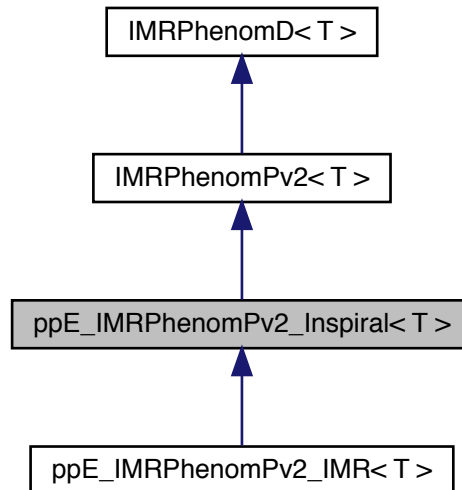 IMRPhenomD< T >
IMRPhenomPv2< T >
ppE_IMRPhenomPv2_Inspiral< T >
ppE_IMRPhenomPv2_IMR< T >